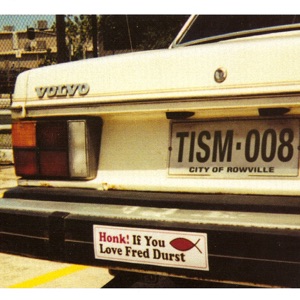 VOLVO
TISM·008
CITY OF ROWVILLE
Honk! If You
Love Fred Durst